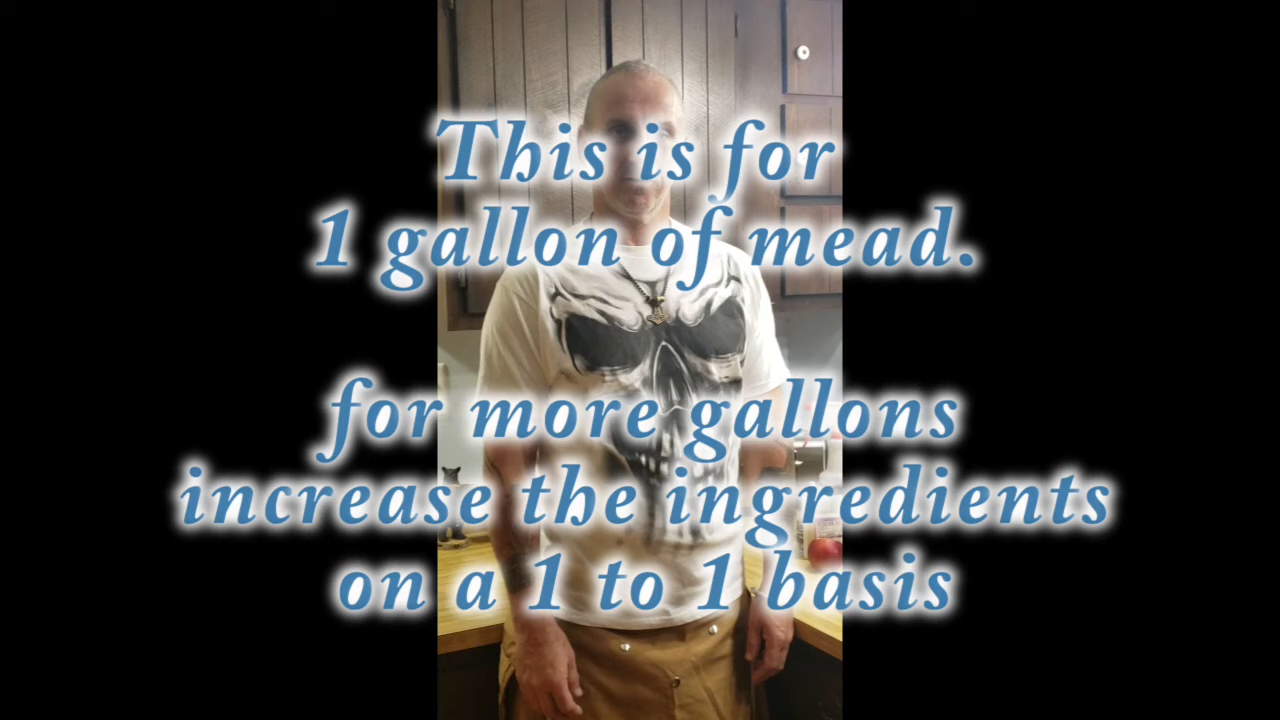 This is for
1 gallon of mead.
for more gallons
increase the ingredients
on a 1 to 1 basis